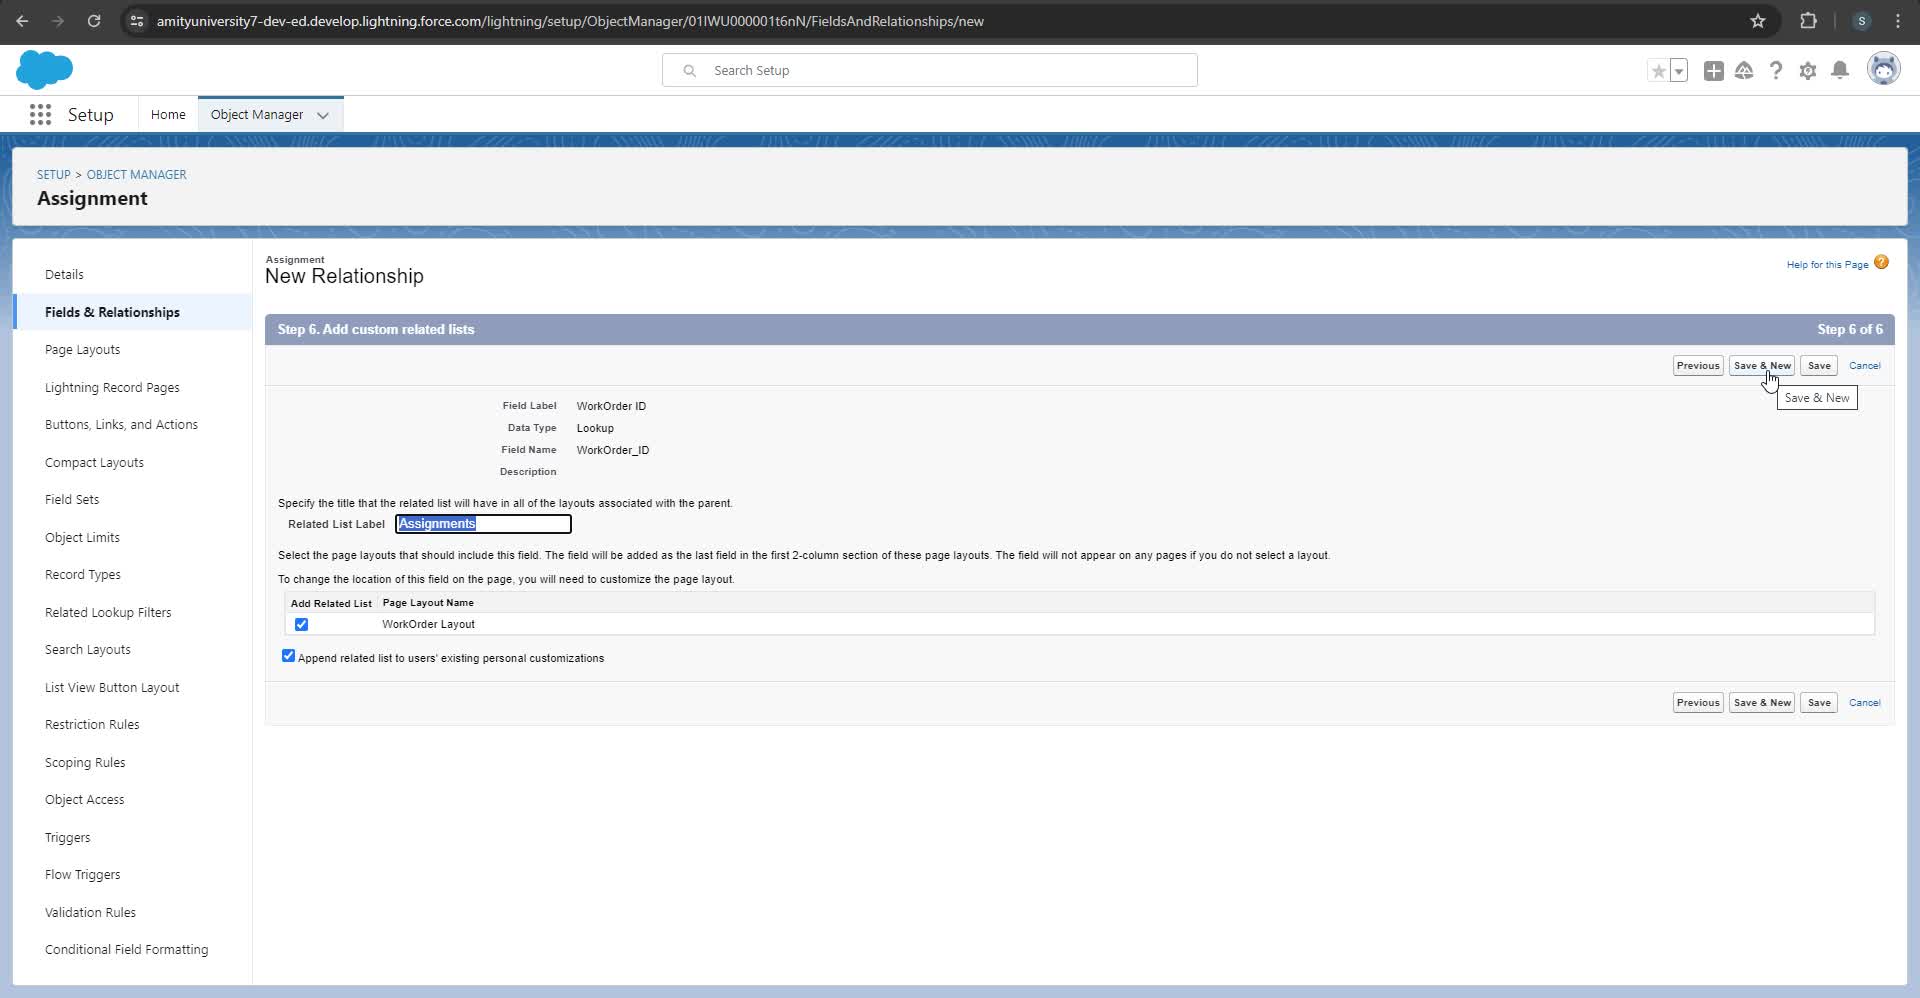 amityuniversity7-dev-ed.develop.lightning.force.com/lightning/setup/ObjectManager/01IWU000001t6nN/FieldsAndRelationships/new
S
Search Setup
Setup
Home
Object Manager
SETUP > OBJECT MANAGER
Assignment
Details
Fields & Relationships
Page Layouts
Lightning Record Pages
Buttons, Links, and Actions
Compact Layouts
Field Sets
Object Limits
Record Types
Related Lookup Filters
Search Layouts
List View Button Layout
Restriction Rules
Scoping Rules
Object Access
Triggers
Flow Triggers
Validation Rules
Conditional Field Formatting
Assignment
New Relationship
Help for this Page ?
Step 6. Add custom related lists
Step 6 of 6
Previous
Save & New
Save
Cancel
Save & New
Field Label WorkOrder ID
Data Type Lookup
Field Name WorkOrder_ID
Description
Specify the title that the related list will have in all of the layouts associated with the parent.
Related List Label Assignments
Select the page layouts that should include this field. The field will be added as the last field in the first 2-column section of these page layouts. The field will not appear on any pages if you do not select a layout.
To change the location of this field on the page, you will need to customize the page layout.
Add Related List Page Layout Name
WorkOrder Layout
Append related list to users' existing personal customizations
Previous
Save & New
Save
Cancel